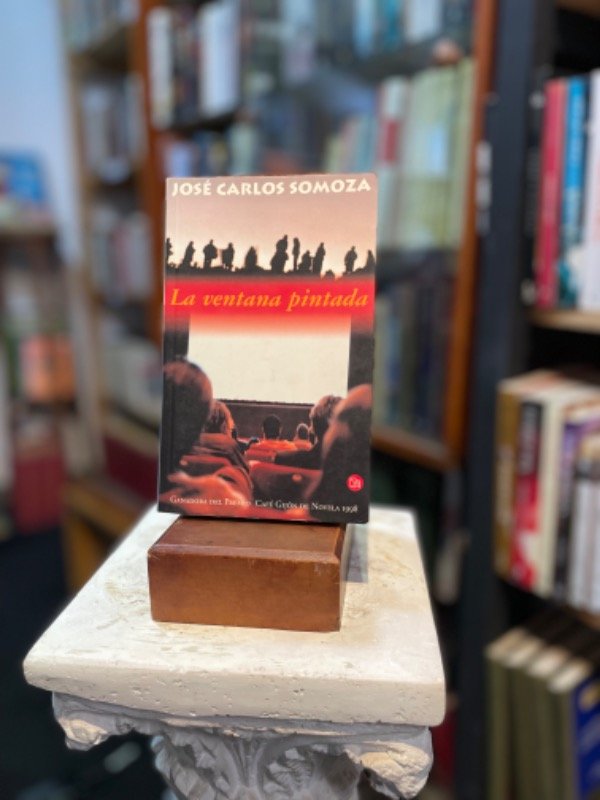 JOSÉ CARLOS SOMOZA
La ventana pintada
GANADORA DEL PREMIO CAFÉ GIJÓN DE NOVELA 1998